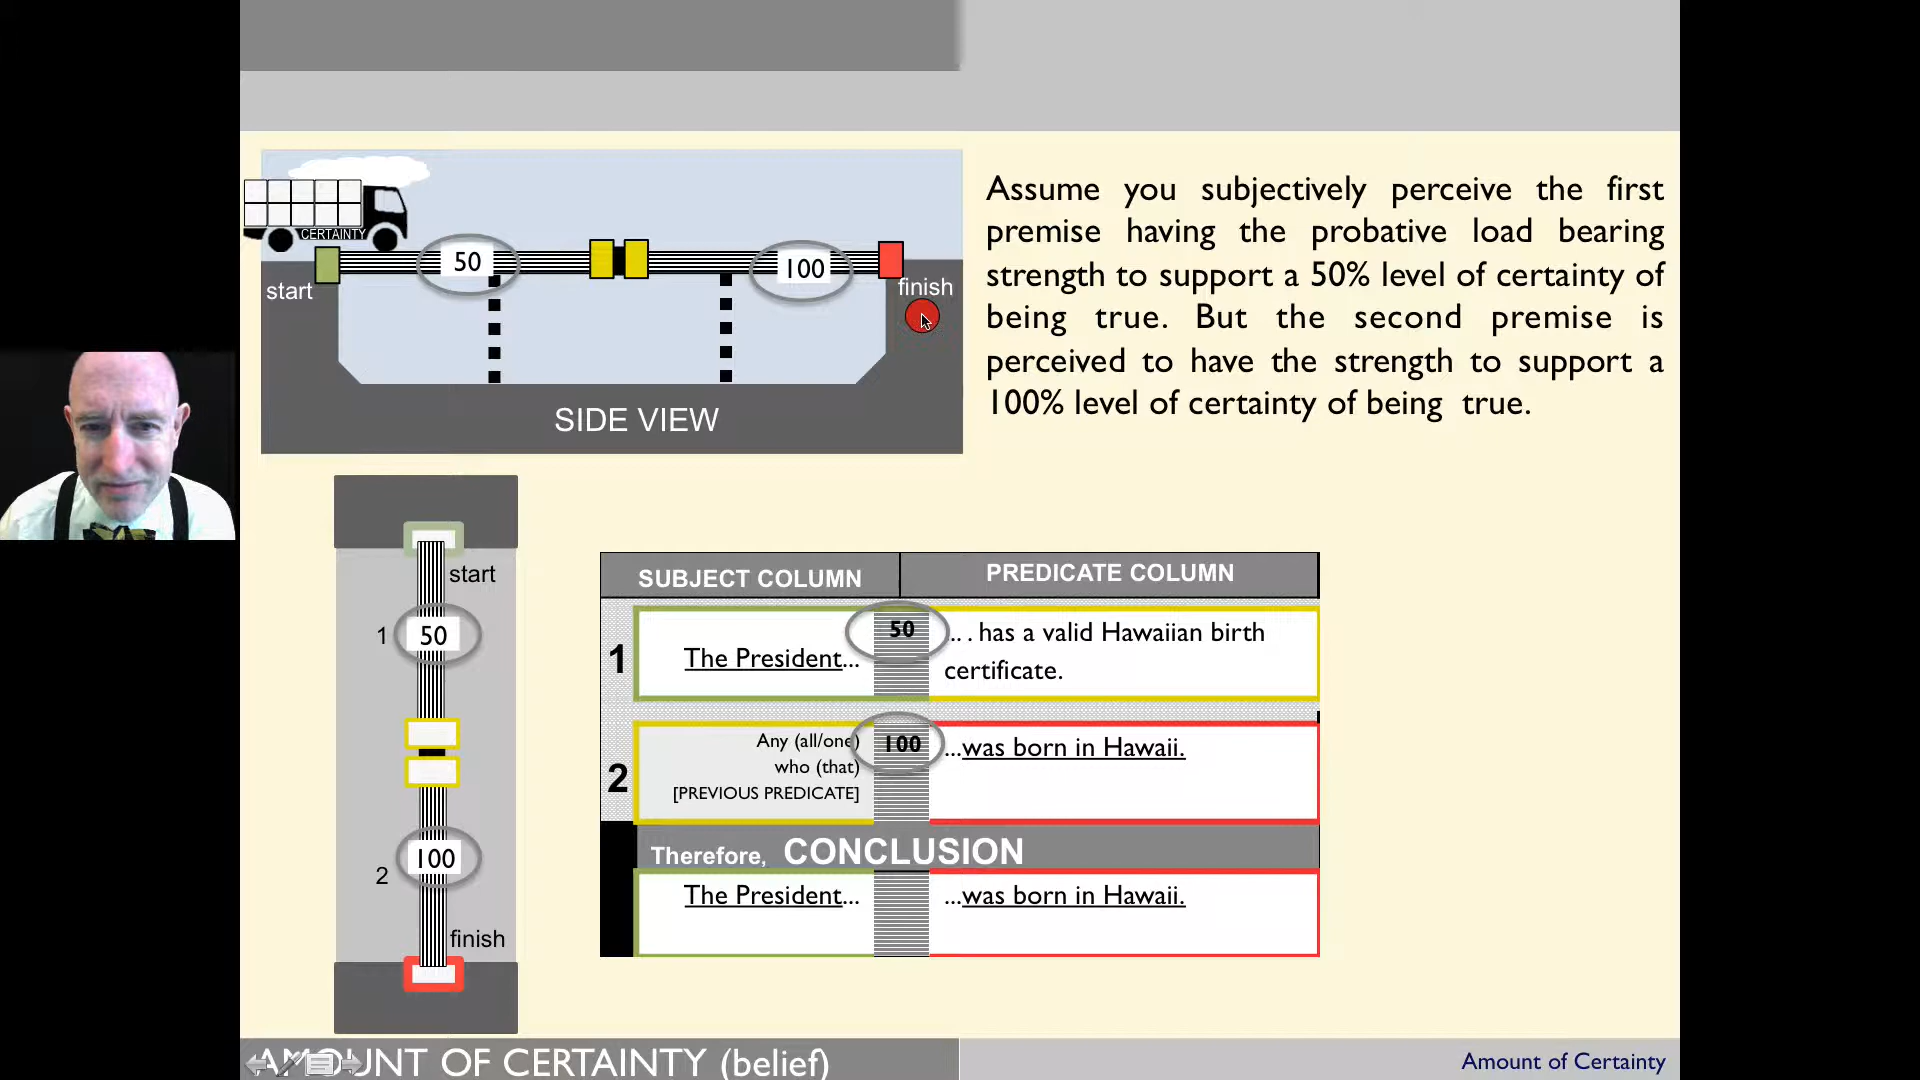 CERTAINTY
50
100
start
finish
SIDE VIEW
Assume you subjectively perceive the first
premise having the probative load bearing
strength to support a 50% level of certainty of
being true. But the second premise is
perceived to have the strength to support a
100% level of certainty of being true.
start
1
50
100
2
finish
SUBJECT COLUMN
PREDICATE COLUMN
1
The President...
50
... has a valid Hawaiian birth
certificate.
2
Any (all/one)
who (that)
[PREVIOUS PREDICATE]
100
...was born in Hawaii.
Therefore, CONCLUSION
The President...
...was born in Hawaii.
AMOUNT OF CERTAINTY (belief)
Amount of Certainty